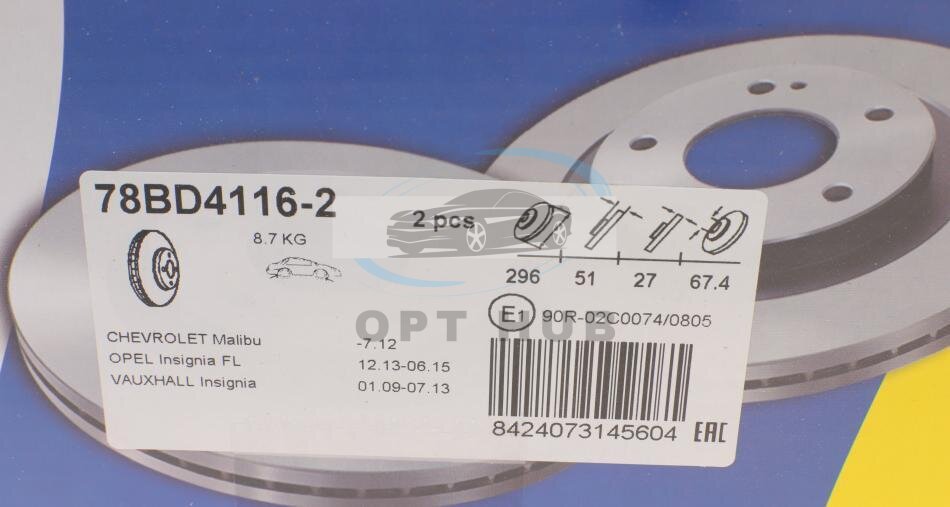 78BD4116-2
2 pcs
8.7 KG
296 51 27 67.4
E1 90R-02C0074/0805
OPT HUB
CHEVROLET Malibu -7.12
OPEL Insignia FL 12.13-06.15
VAUXHALL Insignia 01.09-07.13
8424073145604 EAC